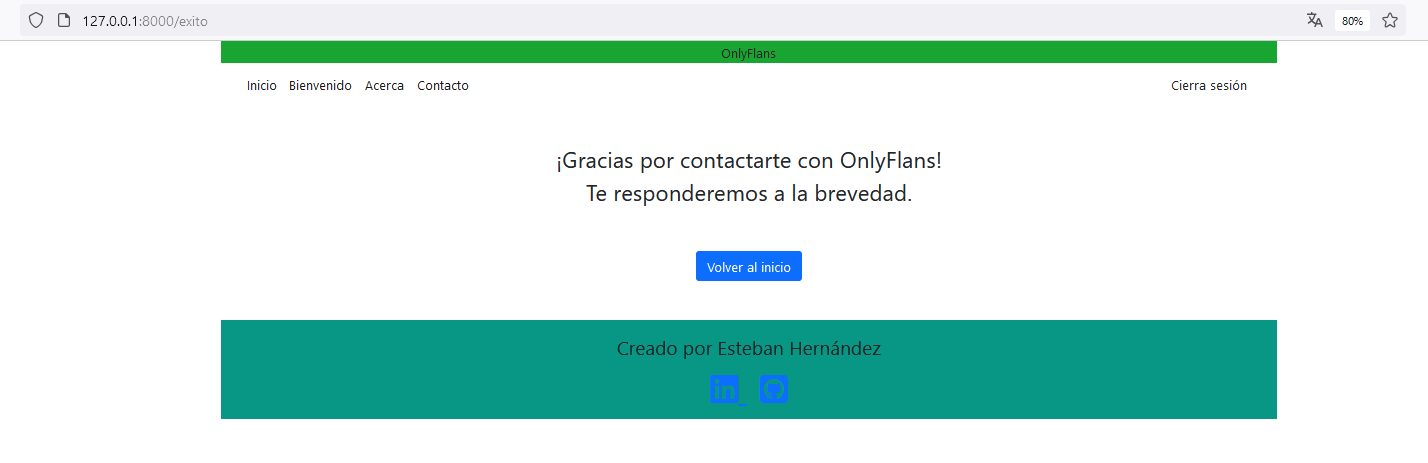 127.0.0.1:8000/exito
80%
OnlyFlans
Inicio Bienvenido Acerca Contacto Cierra sesión
¡Gracias por contactarte con OnlyFlans!
Te responderemos a la brevedad.
Volver al inicio
Creado por Esteban Hernández
in